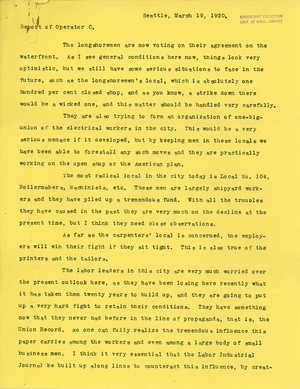 Seattle, March 19, 1920.
Report of Operator C.
The longshoremen are now voting on their agreement on the
waterfront. As I see general conditions here now, things look very
optimistic, but we still have some serious situations to face in the
future, such as the longshoremen's local, which is absolutely one
hundred per cent closed shop, and as you know, a strike down there
would be a wicked one, and this matter should be handled very carefully.
They are also trying to form an organization of one-big-
union of the electrical workers in the city. This would be a very
serious menace if it developed, but by keeping men in these locals we
have been able to forestall any such moves and they are practically
working on the open shop or the American plan.
The most radical local in the city today is Local No. 104,
Boilermakers, Machinists, etc. These men are largely shipyard work-
ers and they have piled up a tremendous fund. With all the troubles
they have caused in the past they are very much on the decline at the
present time, but I think they need close observations.
As far as the carpenters' local is concerned, the employ-
ers will win their fight if they sit tight. This is also true of the
printers and the tailors.
The labor leaders in this city are very much worried over
the present outlook here, as they have been losing here recently what
it has taken them twenty years to build up, and they are going to put
up a very hard fight to retain their conditions. They have something
now that they never had before in the line of propaganda, that is, the
Union Record. No one can fully realize the tremendous influence this
paper carries among the workers and even among a large body of small
business men. I think it very essential that the Labor Industrial
Journal be built up along lines to counteract this influence, by creat-